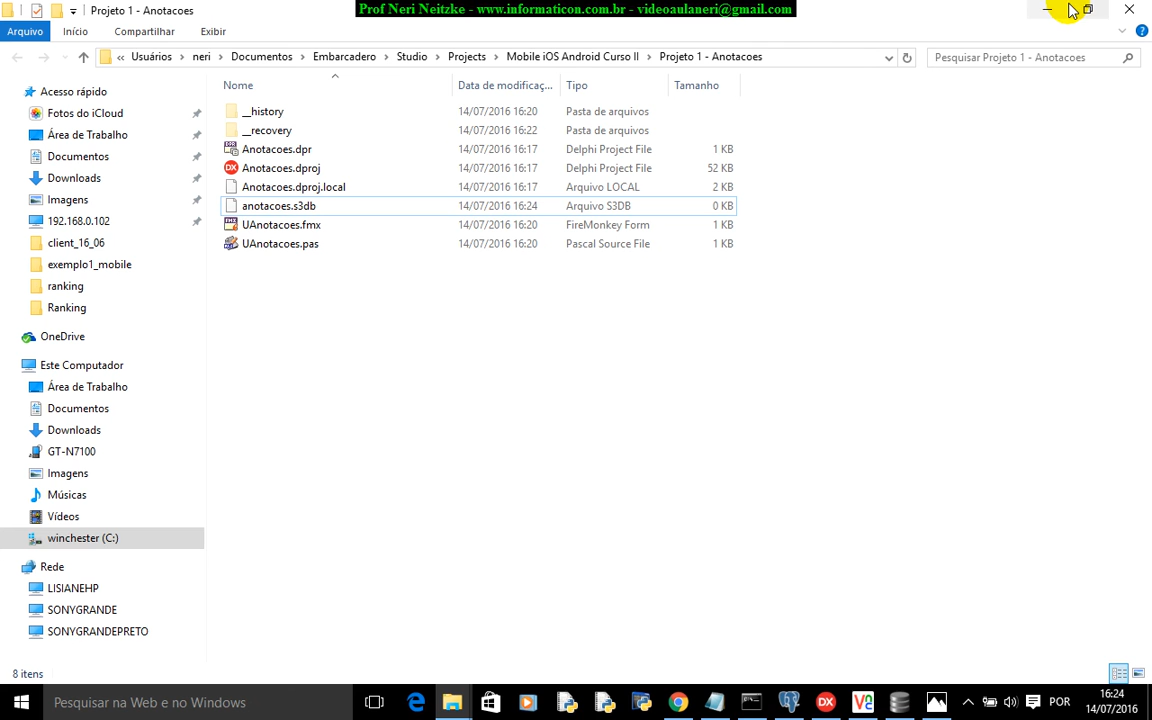 Projeto 1 - Anotacoes
Prof Neri Neitzke - www.informaticon.com.br - videoaulaneri@gmail.com
Arquivo Início Compartilhar Exibir
« Usuários > neri > Documentos > Embarcadero > Studio > Projects > Mobile iOS Android Curso II > Projeto 1 - Anotacoes
Pesquisar Projeto 1 - Anotacoes
Nome Data de modificaç... Tipo Tamanho
__history 14/07/2016 16:20 Pasta de arquivos
__recovery 14/07/2016 16:22 Pasta de arquivos
Anotacoes.dpr 14/07/2016 16:17 Delphi Project File 1 KB
Anotacoes.dproj 14/07/2016 16:17 Delphi Project File 52 KB
Anotacoes.dproj.local 14/07/2016 16:17 Arquivo LOCAL 2 KB
anotacoes.s3db 14/07/2016 16:24 Arquivo S3DB 0 KB
UAnotacoes.fmx 14/07/2016 16:20 FireMonkey Form 1 KB
UAnotacoes.pas 14/07/2016 16:20 Pascal Source File 1 KB
Acesso rápido
Fotos do iCloud
Área de Trabalho
Documentos
Downloads
Imagens
192.168.0.102
client_16_06
exemplo1_mobile
ranking
Ranking
OneDrive
Este Computador
Área de Trabalho
Documentos
Downloads
GT-N7100
Imagens
Músicas
Vídeos
winchester (C:)
Rede
LISIANEHP
SONYGRANDE
SONYGRANDEPRETO
8 itens
Pesquisar na Web e no Windows
POR
16:24
14/07/2016